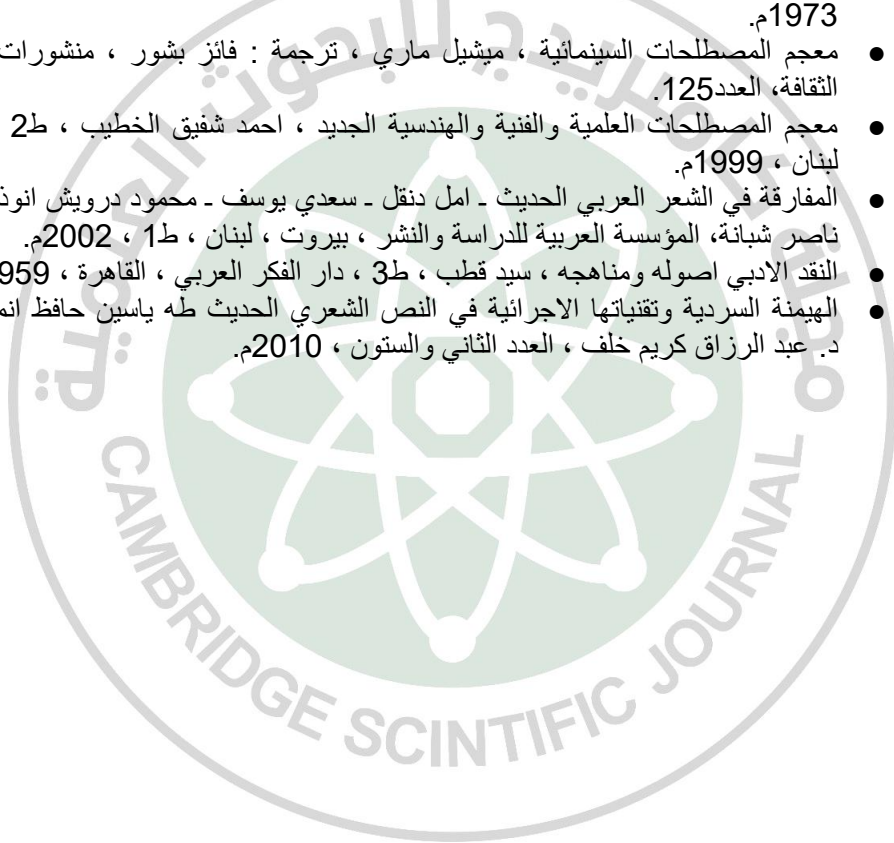 1973م.
● معجم المصطلحات السينمائية ، ميشيل ماري ، ترجمة : فائز بشور ، منشورات
الثقافة، العدد125.
● معجم المصطلحات العلمية والفنية والهندسية الجديد ، احمد شفيق الخطيب ، ط2
لبنان ، 1999م.
● المفارقة في الشعر العربي الحديث ـ امل دنقل ـ سعدي يوسف ـ محمود درويش
ناصر شبانة، المؤسسة العربية للدراسة والنشر ، بيروت ، لبنان ، ط1 ، 2002م.
● النقد الادبي اصوله ومناهجه ، سيد قطب ، ط3 ، دار الفكر العربي ، القاهرة ،
● الهيمنة السردية وتقنياتها الاجرائية في النص الشعري الحديث طه ياسين حافظ
د. عبد الرزاق كريم خلف ، العدد الثاني والستون ، 2010م.
مجلة كامبريدج للبحوث العلمية
CAMBRIDGE SCINTIFIC JOURNAL